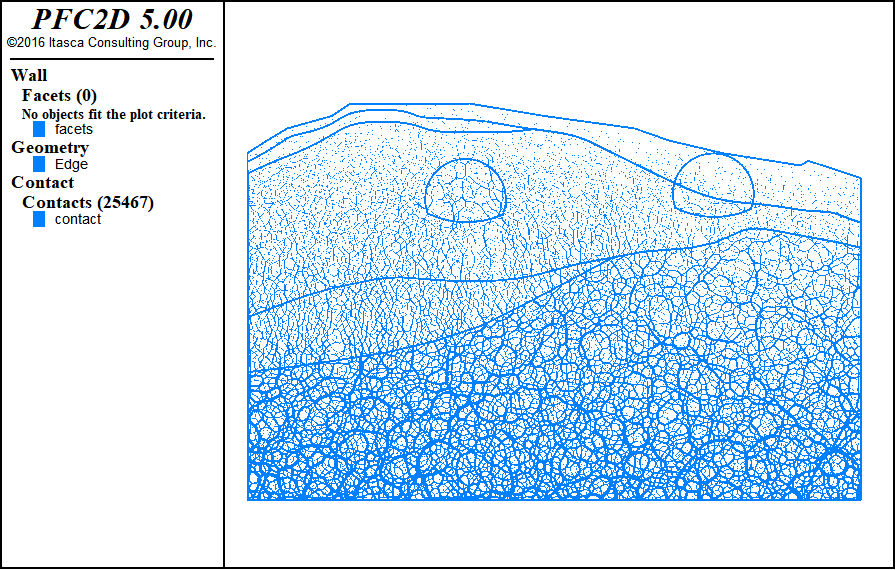 PFC2D 5.00
©2016 Itasca Consulting Group, Inc.
Wall
Facets (0)
No objects fit the plot criteria.
facets
Geometry
Edge
Contact
Contacts (25467)
contact